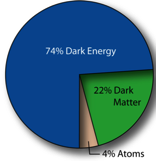 74% Dark Energy
22% Dark
Matter
4% Atoms